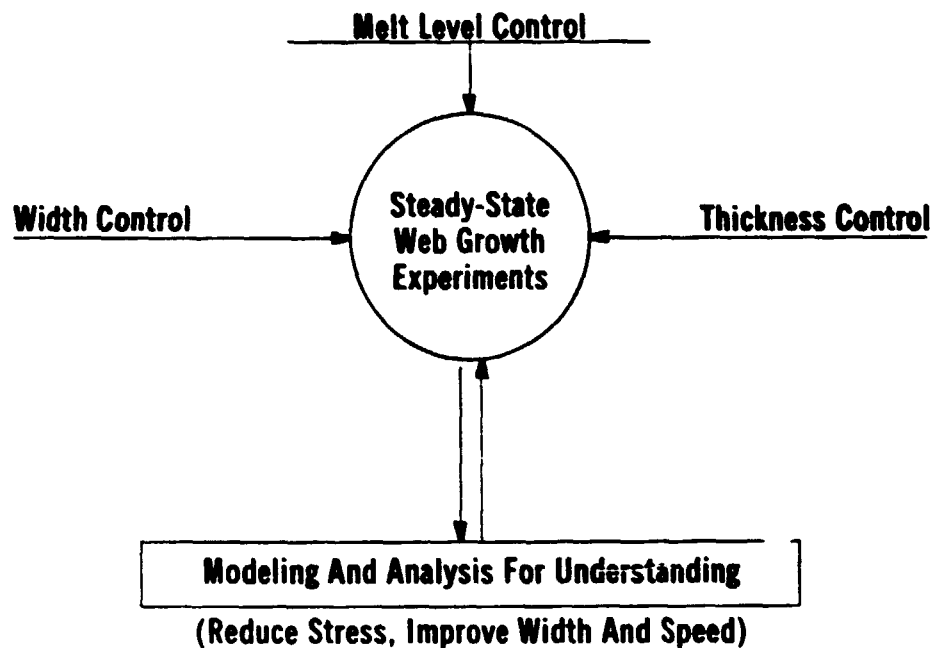 Melt Level Control
Steady-State
Web Growth
Experiments
Width Control
Thickness Control
Modeling And Analysis For Understanding
(Reduce Stress, Improve Width And Speed)